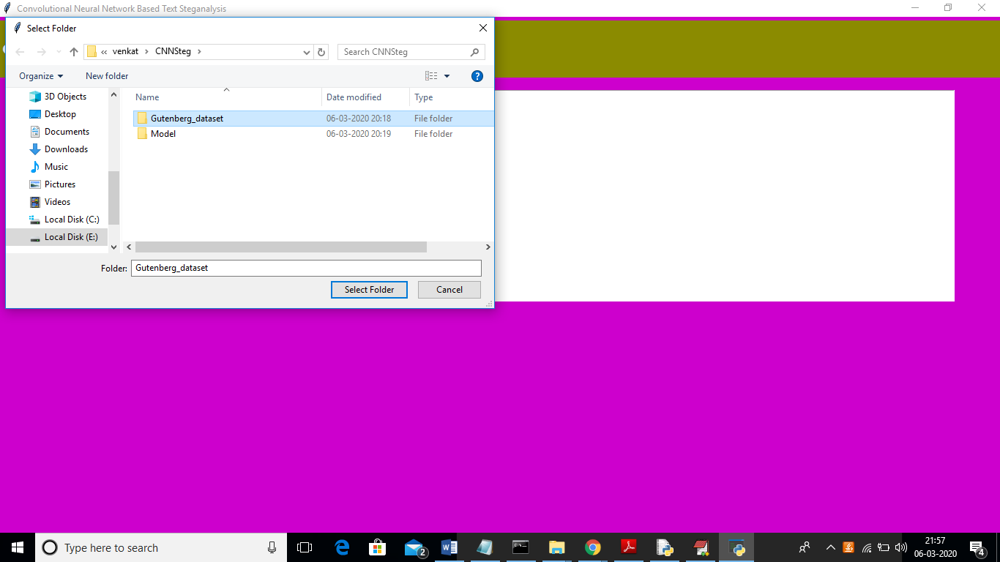 Convolutional Neural Network Based Text Steganalysis
Select Folder
« venkat › CNNSteg ›
Search CNNSteg
Organize
New folder
?
3D Objects
Desktop
Documents
Downloads
Music
Pictures
Videos
Local Disk (C:)
Local Disk (E:)
Name Date modified Type
Gutenberg_dataset 06-03-2020 20:18 File folder
Model 06-03-2020 20:19 File folder
Folder: Gutenberg_dataset
Select Folder Cancel
Type here to search
2
21:57
06-03-2020
4